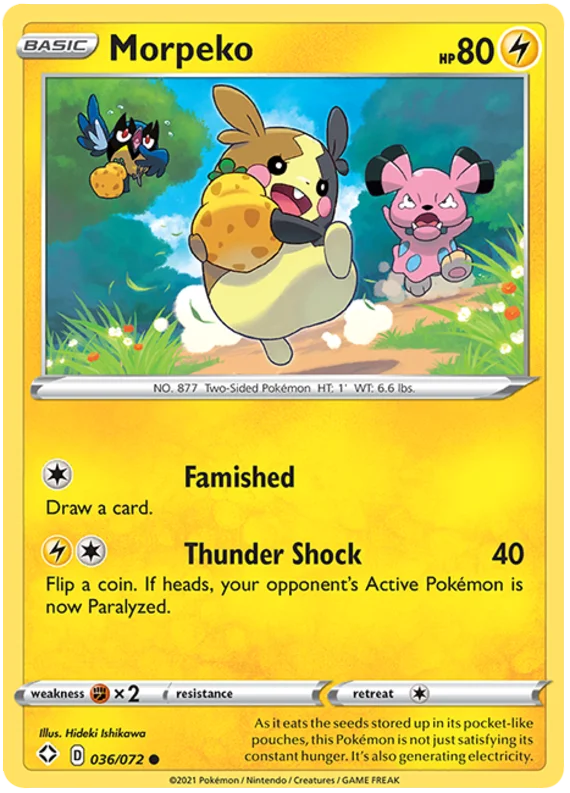 BASIC Morpeko HP 80
NO. 877 Two-Sided Pokémon HT: 1' WT: 6.6 lbs.
Famished
Draw a card.
Thunder Shock 40
Flip a coin. If heads, your opponent's Active Pokémon is
now Paralyzed.
weakness ×2 resistance retreat
Illus. Hideki Ishikawa
D 036/072
As it eats the seeds stored up in its pocket-like
pouches, this Pokémon is not just satisfying its
constant hunger. It's also generating electricity.
©2021 Pokémon / Nintendo / Creatures / GAME FREAK